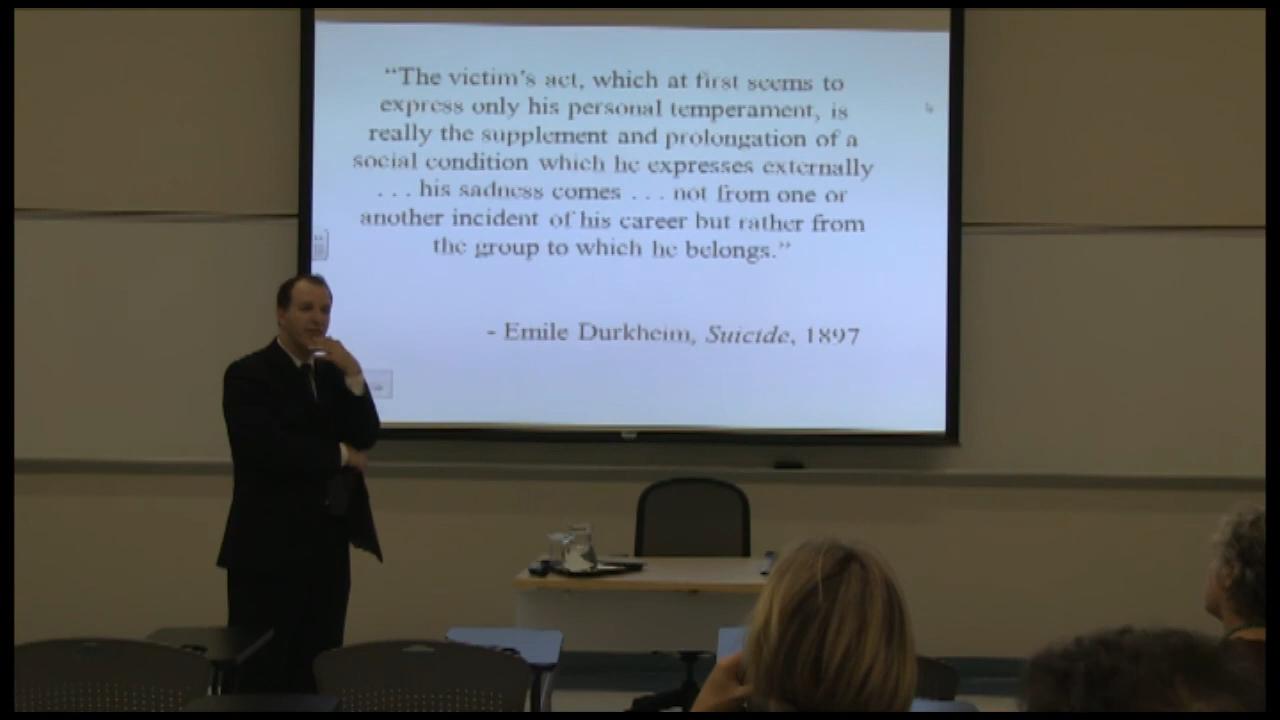 “The victim’s act, which at first seems to
express only his personal temperament, is
really the supplement and prolongation of a
social condition which he expresses externally
. . . his sadness comes . . . not from one or
another incident of his career but rather from
the group to which he belongs.”
- Emile Durkheim, Suicide, 1897